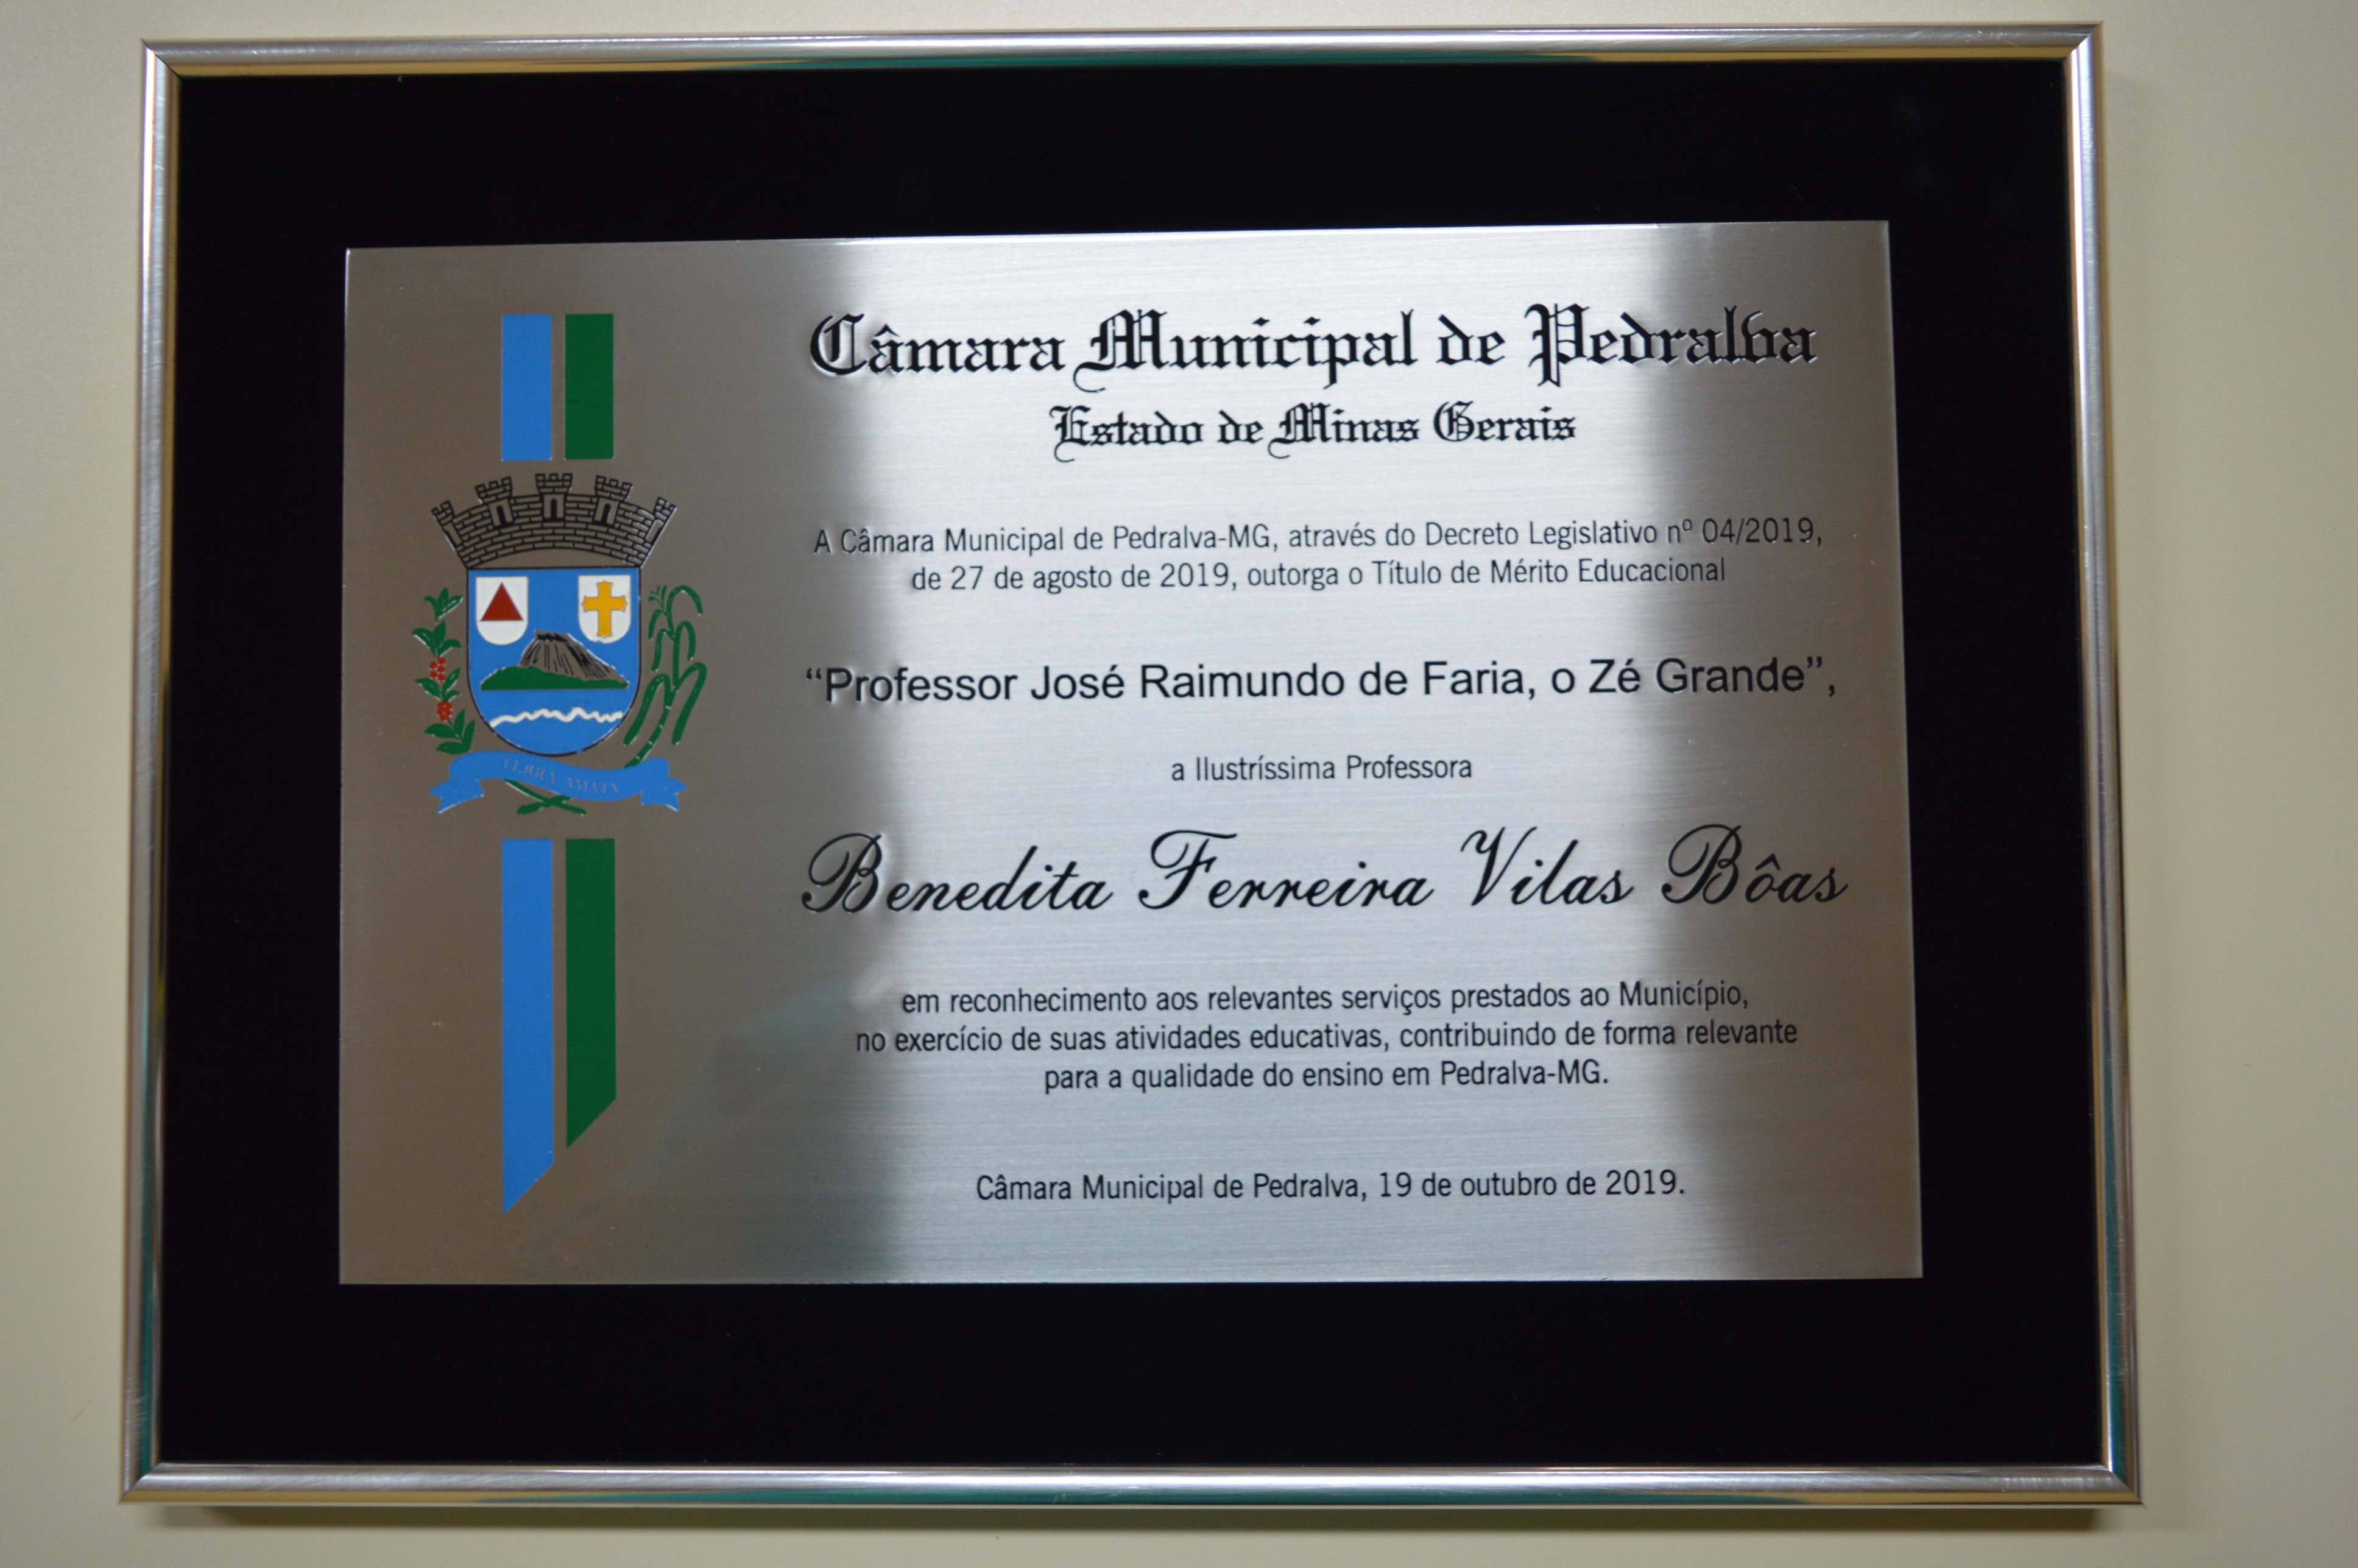 Câmara Municipal de Pedralva
Estado de Minas Gerais
A Câmara Municipal de Pedralva-MG, através do Decreto Legislativo nº 04/2019,
de 27 de agosto de 2019, outorga o Título de Mérito Educacional
“Professor José Raimundo de Faria, o Zé Grande”,
a Ilustríssima Professora
Benedita Ferreira Vilas Bôas
em reconhecimento aos relevantes serviços prestados ao Município,
no exercício de suas atividades educativas, contribuindo de forma relevante
para a qualidade do ensino em Pedralva-MG.
Câmara Municipal de Pedralva, 19 de outubro de 2019.
TERRA AMATA